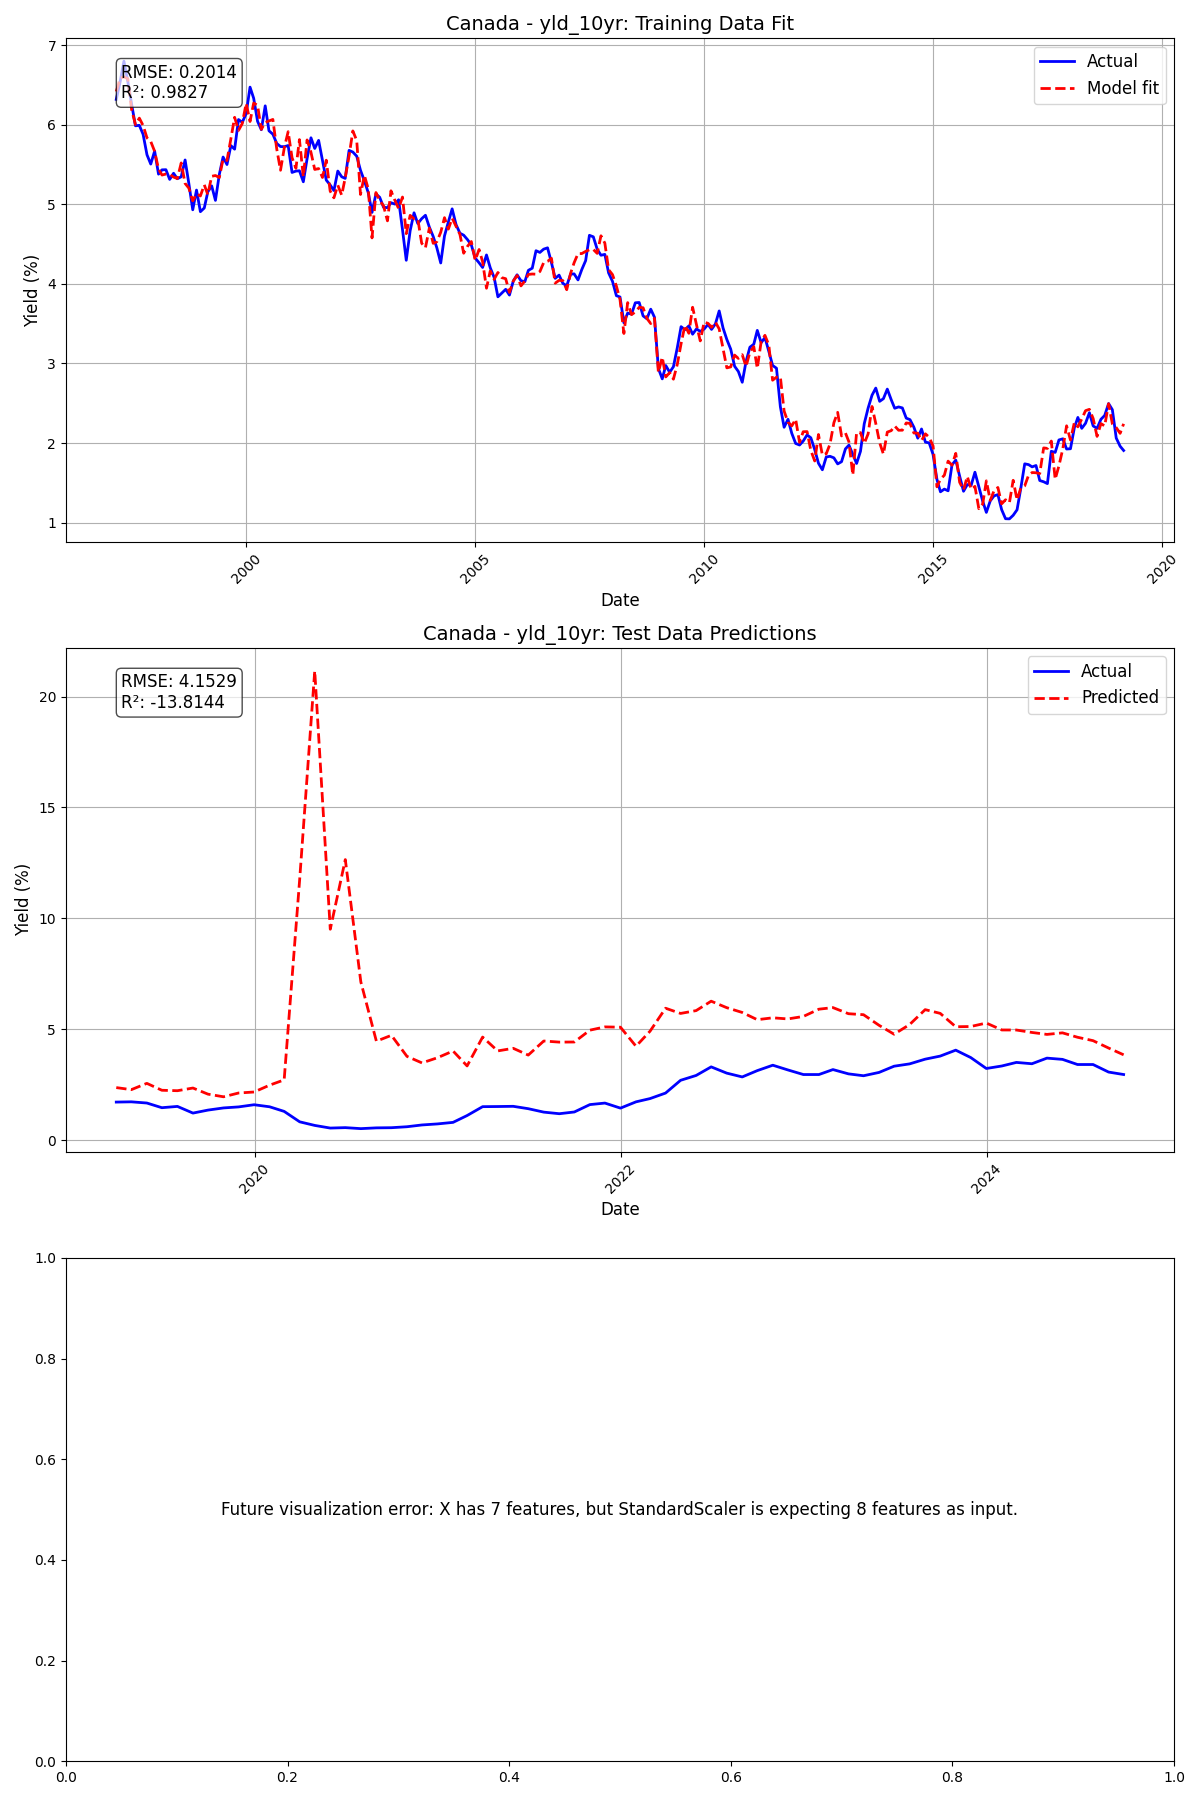 Canada - yld_10yr: Training Data Fit
Yield (%)
7
6
5
4
3
2
1
RMSE: 0.2014
R²: 0.9827
Actual
Model fit
2000
2005
2010
2015
2020
Date
Canada - yld_10yr: Test Data Predictions
Yield (%)
20
15
10
5
0
RMSE: 4.1529
R²: -13.8144
Actual
Predicted
2020
2022
2024
Date
1.0
0.8
0.6
0.4
0.2
0.0
Future visualization error: X has 7 features, but StandardScaler is expecting 8 features as input.
0.0
0.2
0.4
0.6
0.8
1.0